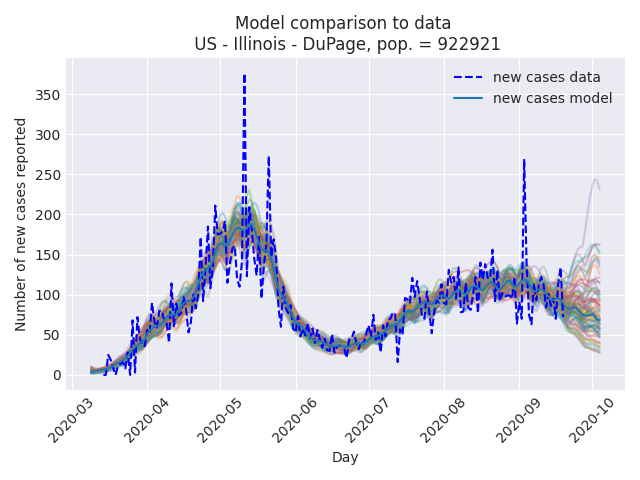 Model comparison to data
US - Illinois - DuPage, pop. = 922921
new cases data
new cases model
Number of new cases reported
350
300
250
200
150
100
50
0
2020-03
2020-04
2020-05
2020-06
2020-07
2020-08
2020-09
2020-10
Day